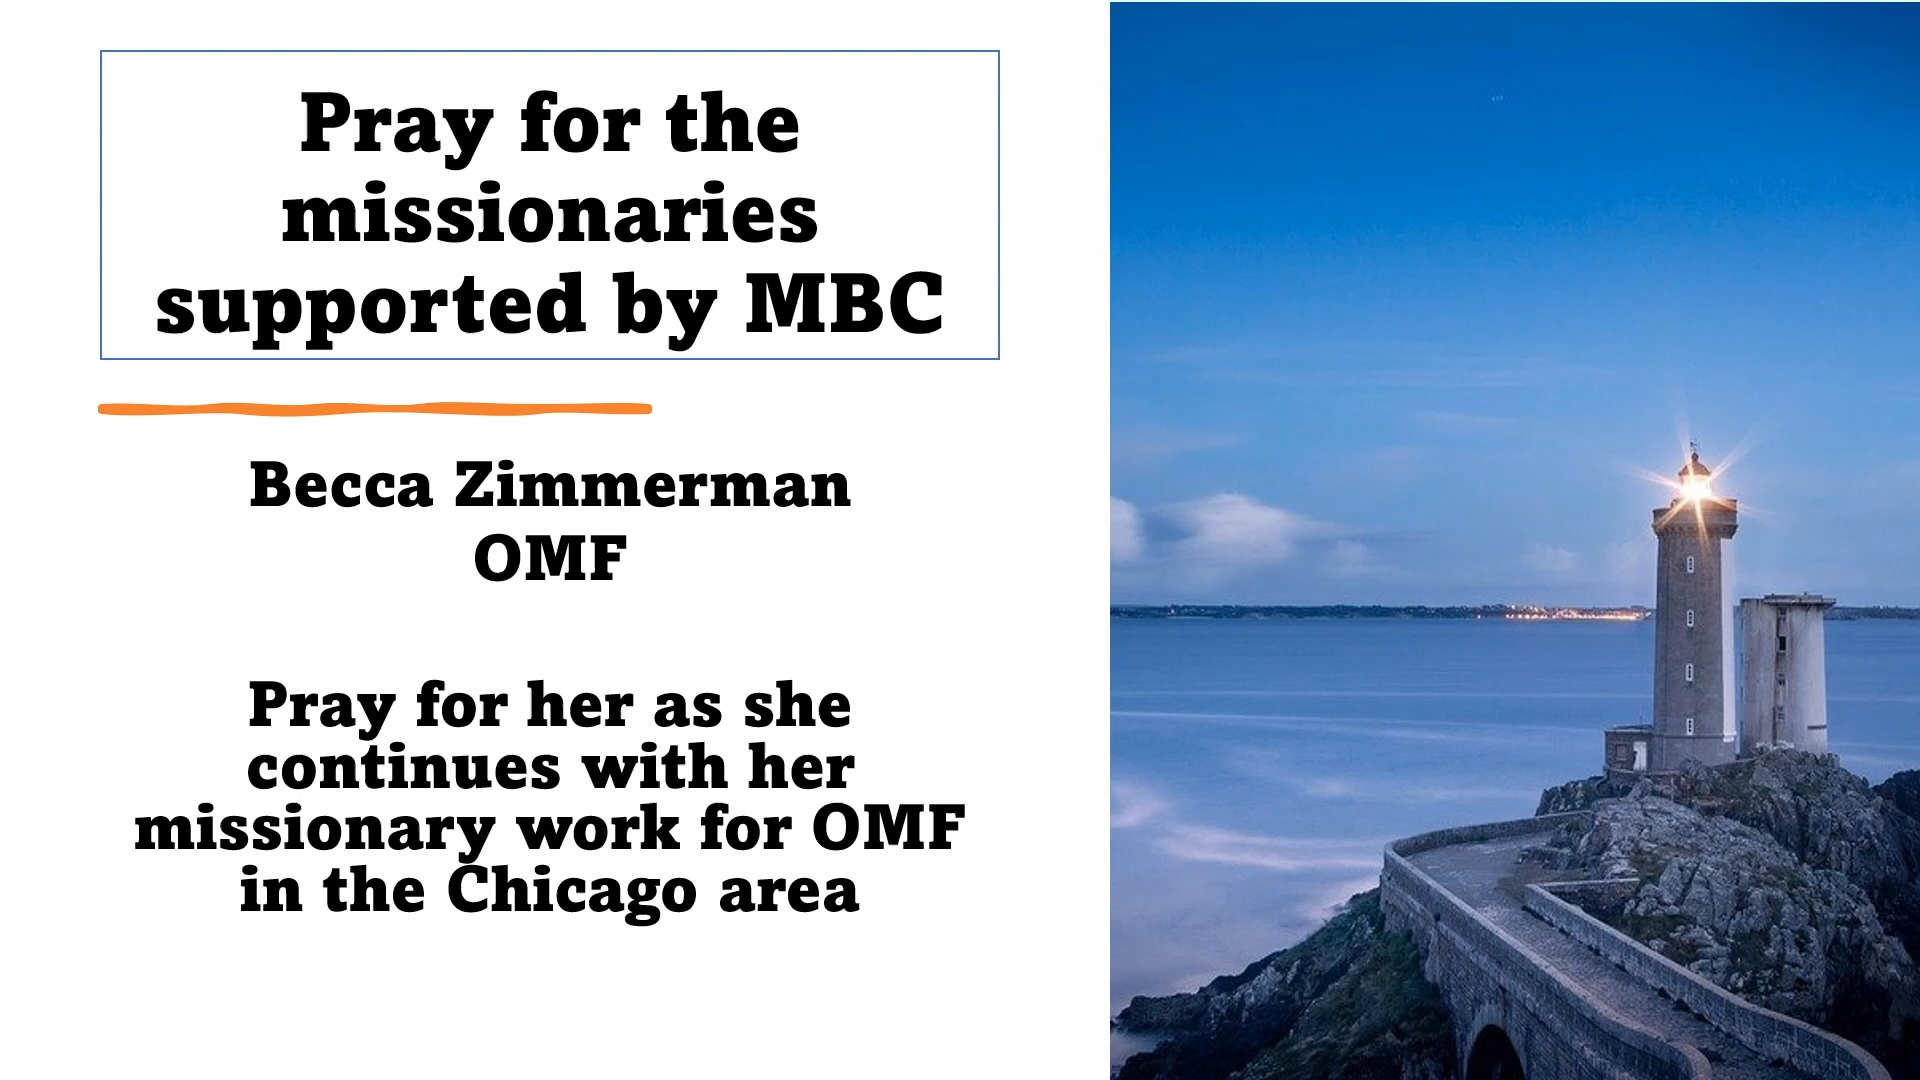 Pray for the
missionaries
supported by MBC
Becca Zimmerman
OMF
Pray for her as she
continues with her
missionary work for OMF
in the Chicago area